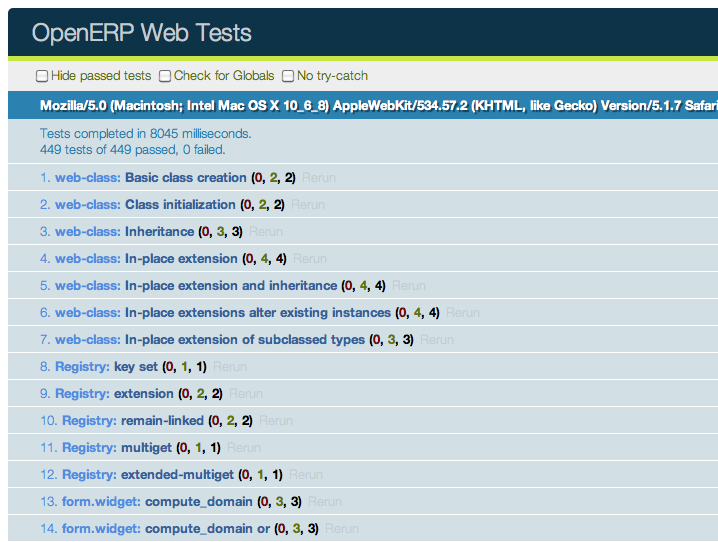 OpenERP Web Tests
Hide passed tests Check for Globals No try-catch
Mozilla/5.0 (Macintosh; Intel Mac OS X 10_6_8) AppleWebKit/534.57.2 (KHTML, like Gecko) Version/5.1.7 Safari
Tests completed in 8045 milliseconds.
449 tests of 449 passed, 0 failed.
1. web-class: Basic class creation (0, 2, 2) Rerun
2. web-class: Class initialization (0, 2, 2) Rerun
3. web-class: Inheritance (0, 3, 3) Rerun
4. web-class: In-place extension (0, 4, 4) Rerun
5. web-class: In-place extension and inheritance (0, 4, 4) Rerun
6. web-class: In-place extensions alter existing instances (0, 4, 4) Rerun
7. web-class: In-place extension of subclassed types (0, 3, 3) Rerun
8. Registry: key set (0, 1, 1) Rerun
9. Registry: extension (0, 2, 2) Rerun
10. Registry: remain-linked (0, 2, 2) Rerun
11. Registry: multiget (0, 1, 1) Rerun
12. Registry: extended-multiget (0, 1, 1) Rerun
13. form.widget: compute_domain (0, 3, 3) Rerun
14. form.widget: compute_domain or (0, 3, 3) Rerun